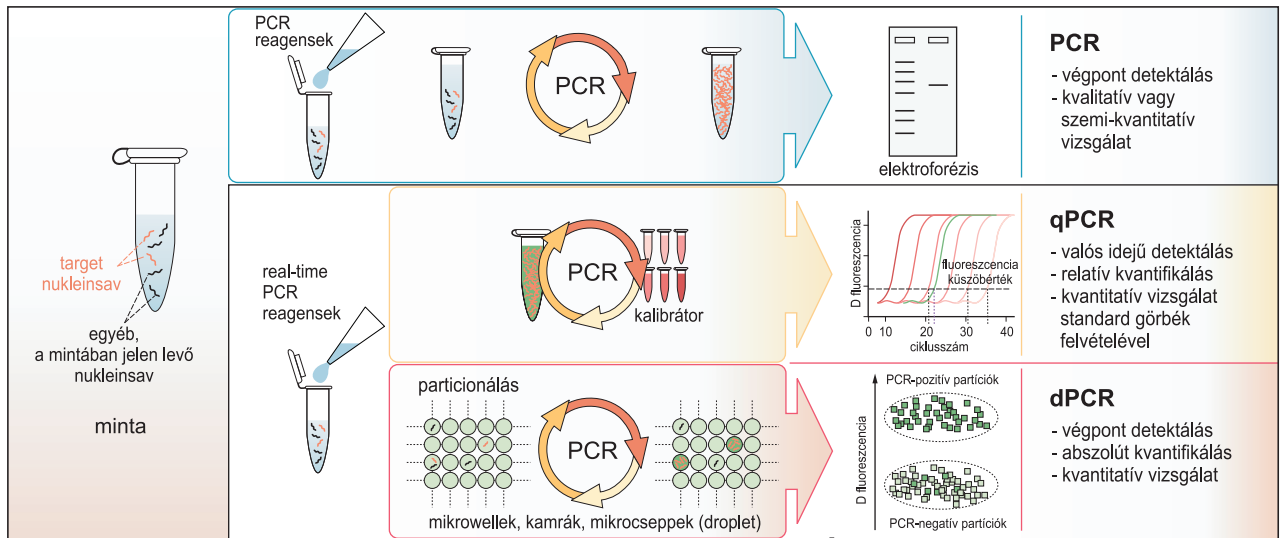 target
nukleinsav
egyéb,
a mintában jelen levő
nukleinsav
minta
PCR
reagensek
PCR
elektroforézis
PCR
- végpont detektálás
- kvalitatív vagy
szemi-kvantitatív
vizsgálat
real-time
PCR
reagensek
PCR
kalibrátor
D fluoreszcencia
fluoreszcencia
küszöbérték
10 20 30 40
ciklusszám
qPCR
- valós idejű detektálás
- relatív kvantifikálás
- kvantitatív vizsgálat
standard görbék
felvételével
particionálás
PCR
mikrowellek, kamrák, mikrocseppek (droplet)
D fluoreszcencia
PCR-pozitív partíciók
PCR-negatív partíciók
dPCR
- végpont detektálás
- abszolút kvantifikálás
- kvantitatív vizsgálat